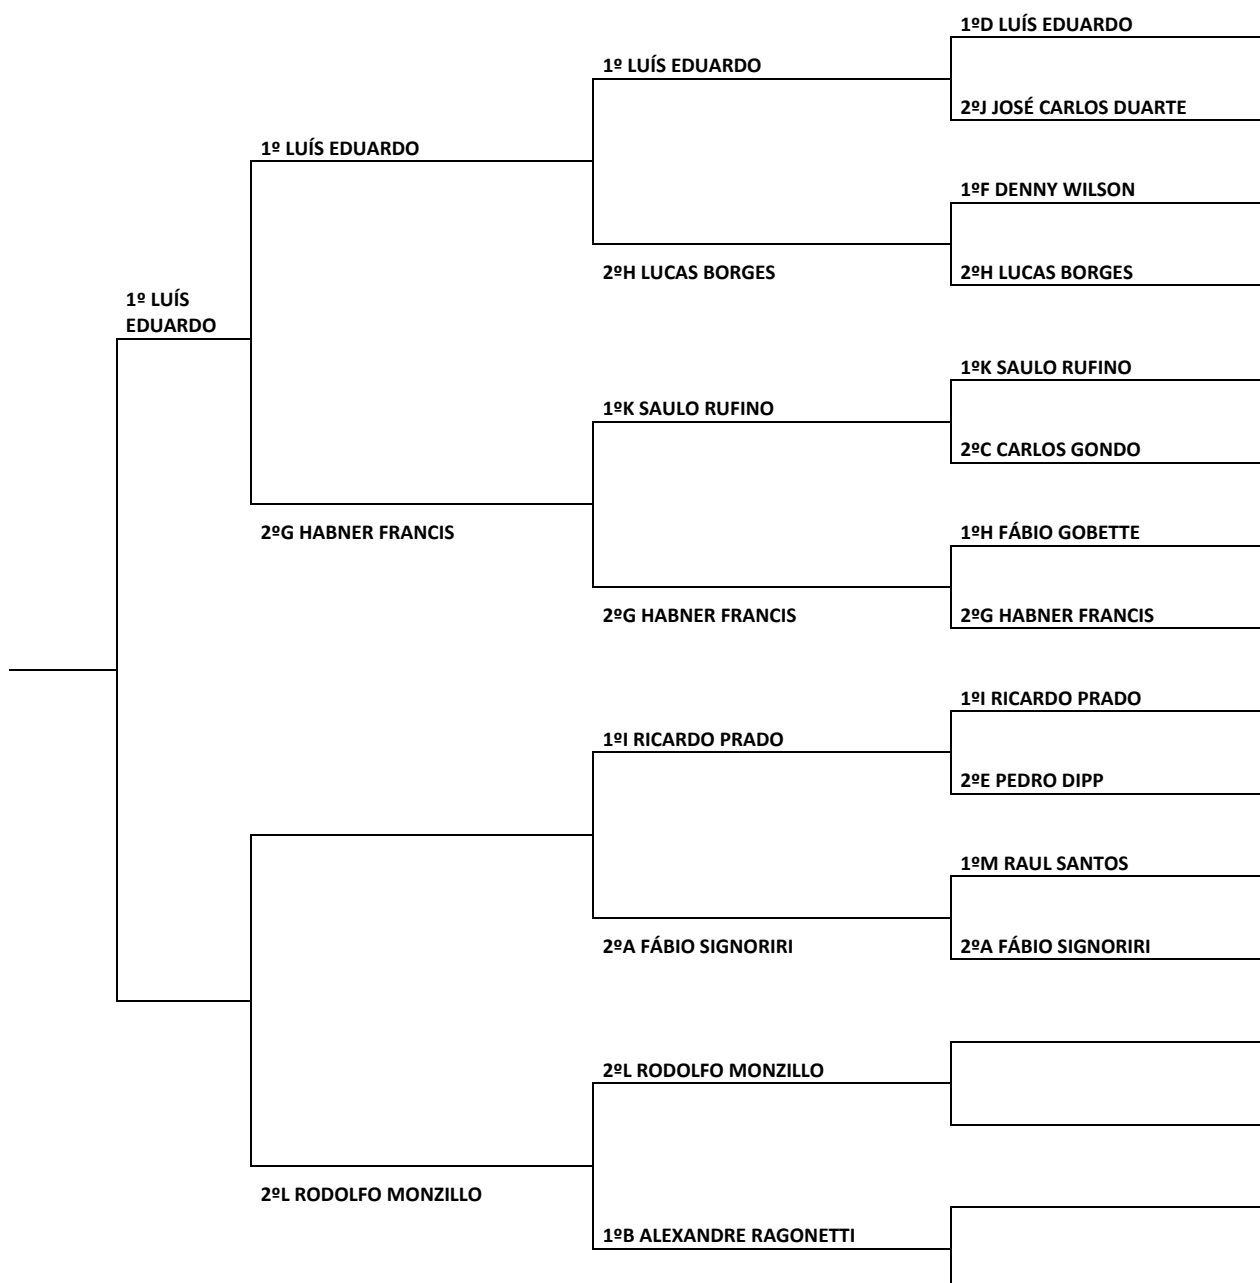 1ºD LUÍS EDUARDO
1º LUÍS EDUARDO
2ºJ JOSÉ CARLOS DUARTE
1º LUÍS EDUARDO
1ºF DENNY WILSON
2ºH LUCAS BORGES
2ºH LUCAS BORGES
1º LUÍS
EDUARDO
1ºK SAULO RUFINO
1ºK SAULO RUFINO
2ºC CARLOS GONDO
2ºG HABNER FRANCIS
1ºH FÁBIO GOBETTE
2ºG HABNER FRANCIS
2ºG HABNER FRANCIS
1ºI RICARDO PRADO
1ºI RICARDO PRADO
2ºE PEDRO DIPP
1ºM RAUL SANTOS
2ºA FÁBIO SIGNORIRI
2ºA FÁBIO SIGNORIRI
2ºL RODOLFO MONZILLO
2ºL RODOLFO MONZILLO
1ºB ALEXANDRE RAGONETTI